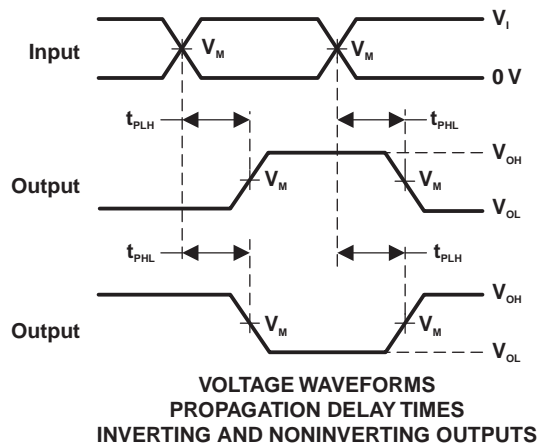 V_I
Input V_M V_M
0 V
t_PLH t_PHL
V_OH
Output V_M V_M
V_OL
t_PHL t_PLH
V_OH
Output V_M V_M
V_OL
VOLTAGE WAVEFORMS
PROPAGATION DELAY TIMES
INVERTING AND NONINVERTING OUTPUTS